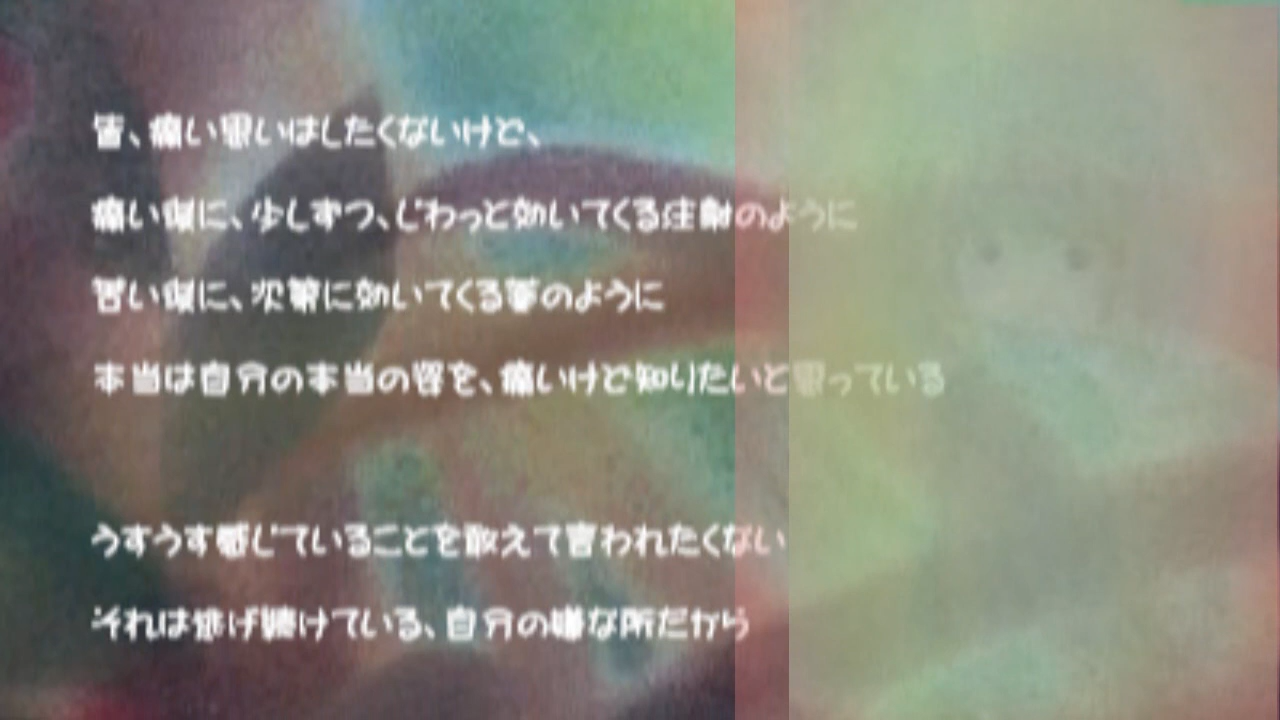 皆、痛い思いはしたくないけど、
痛い癖に、少しずつ、じわっと効いてくる注射のように
苦い癖に、次第に効いてくる薬のように
本当は自分の本当の姿を、痛いけど知りたいと思っている
うすうす感じていることを敢えて言われたくない
それは逃げ続けている、自分の嫌な所だから